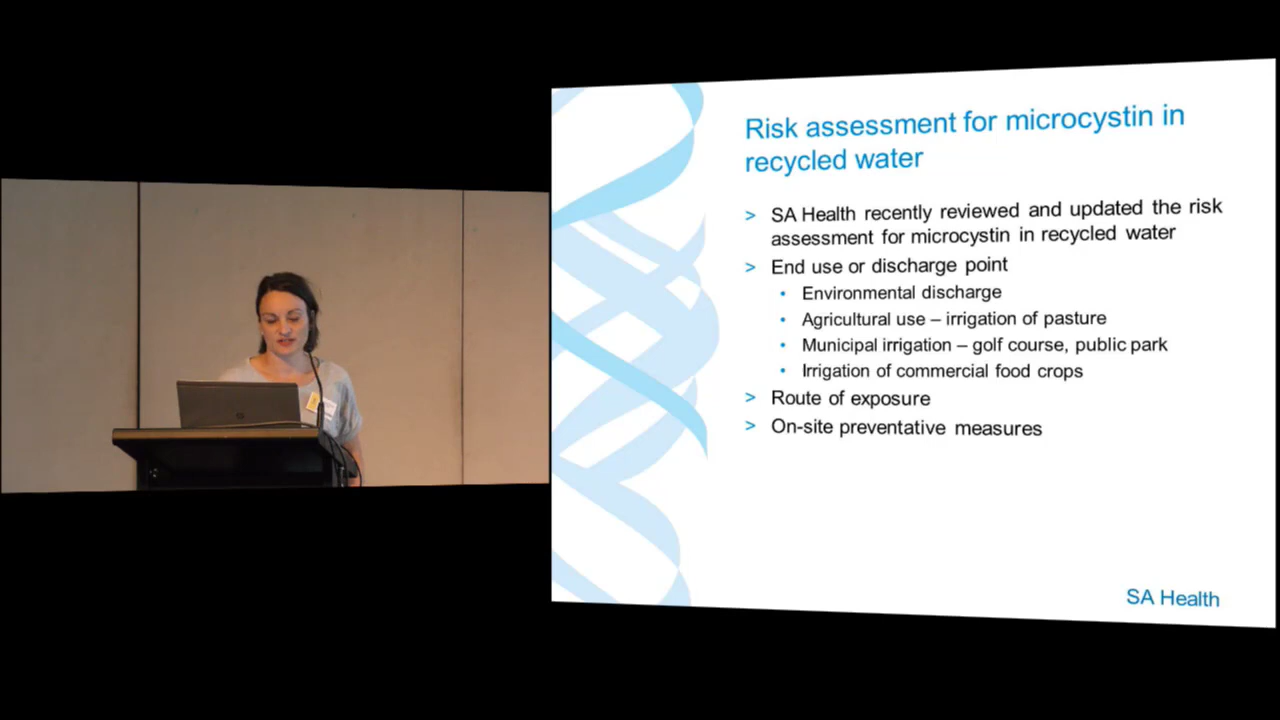 Risk assessment for microcystin in
recycled water
> SA Health recently reviewed and updated the risk
assessment for microcystin in recycled water
> End use or discharge point
• Environmental discharge
• Agricultural use – irrigation of pasture
• Municipal irrigation – golf course, public park
• Irrigation of commercial food crops
> Route of exposure
> On-site preventative measures
SA Health